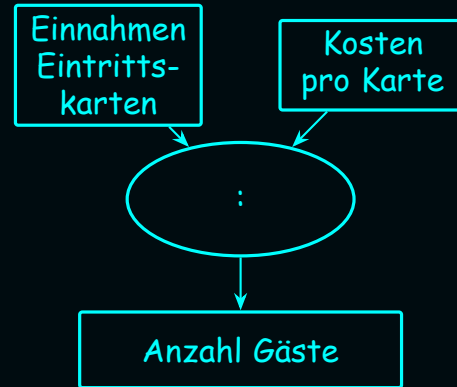 Einnahmen
Eintritts-
karten
Kosten
pro Karte
:
Anzahl Gäste